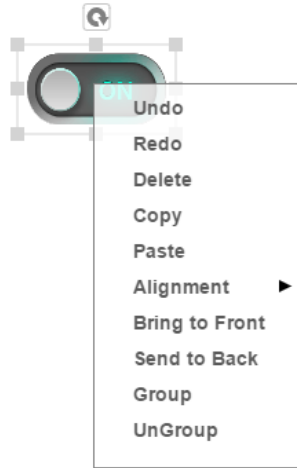 ON
Undo
Redo
Delete
Copy
Paste
Alignment
Bring to Front
Send to Back
Group
UnGroup